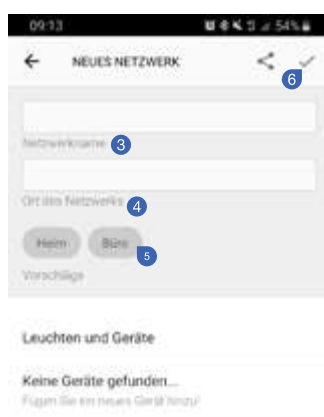 09:13 54%
← NEUES NETZWERK
6
Netzwerkname 3
Ort des Netzwerks 4
Heim Büro
5
Vorschläge
Leuchten und Geräte
Keine Geräte gefunden...
Fügen Sie ein neues Gerät hinzu!